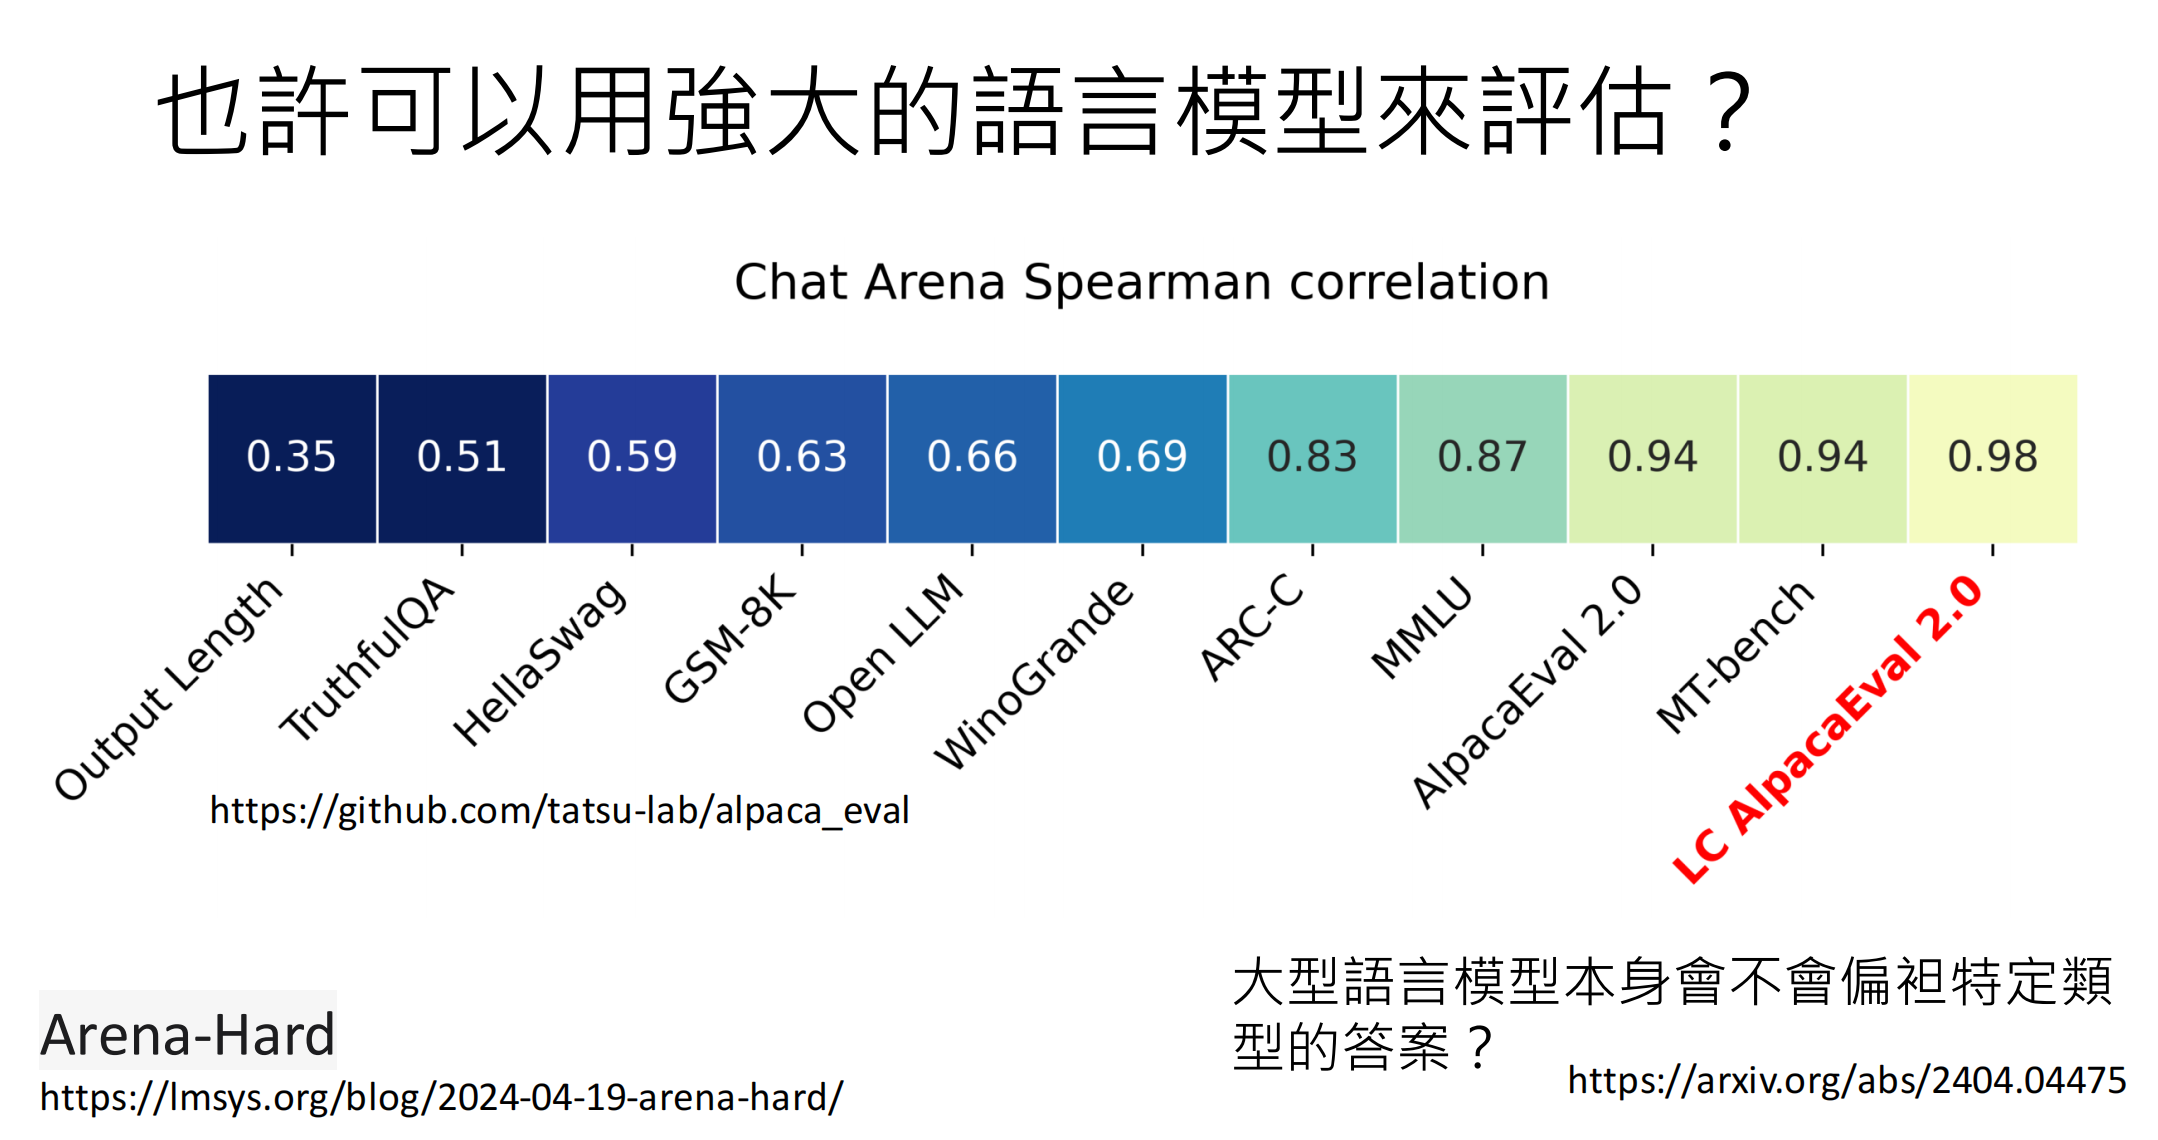 也許可以用強大的語言模型來評估？
Chat Arena Spearman correlation
0.35 0.51 0.59 0.63 0.66 0.69 0.83 0.87 0.94 0.94 0.98
Output Length
TruthfulQA
HellaSwag
GSM-8K
Open LLM
WinoGrande
ARC-C
MMLU
AlpacaEval 2.0
MT-bench
LC AlpacaEval 2.0
https://github.com/tatsu-lab/alpaca_eval
Arena-Hard
https://lmsys.org/blog/2024-04-19-arena-hard/
大型語言模型本身會不會偏袒特定類
型的答案？
https://arxiv.org/abs/2404.04475